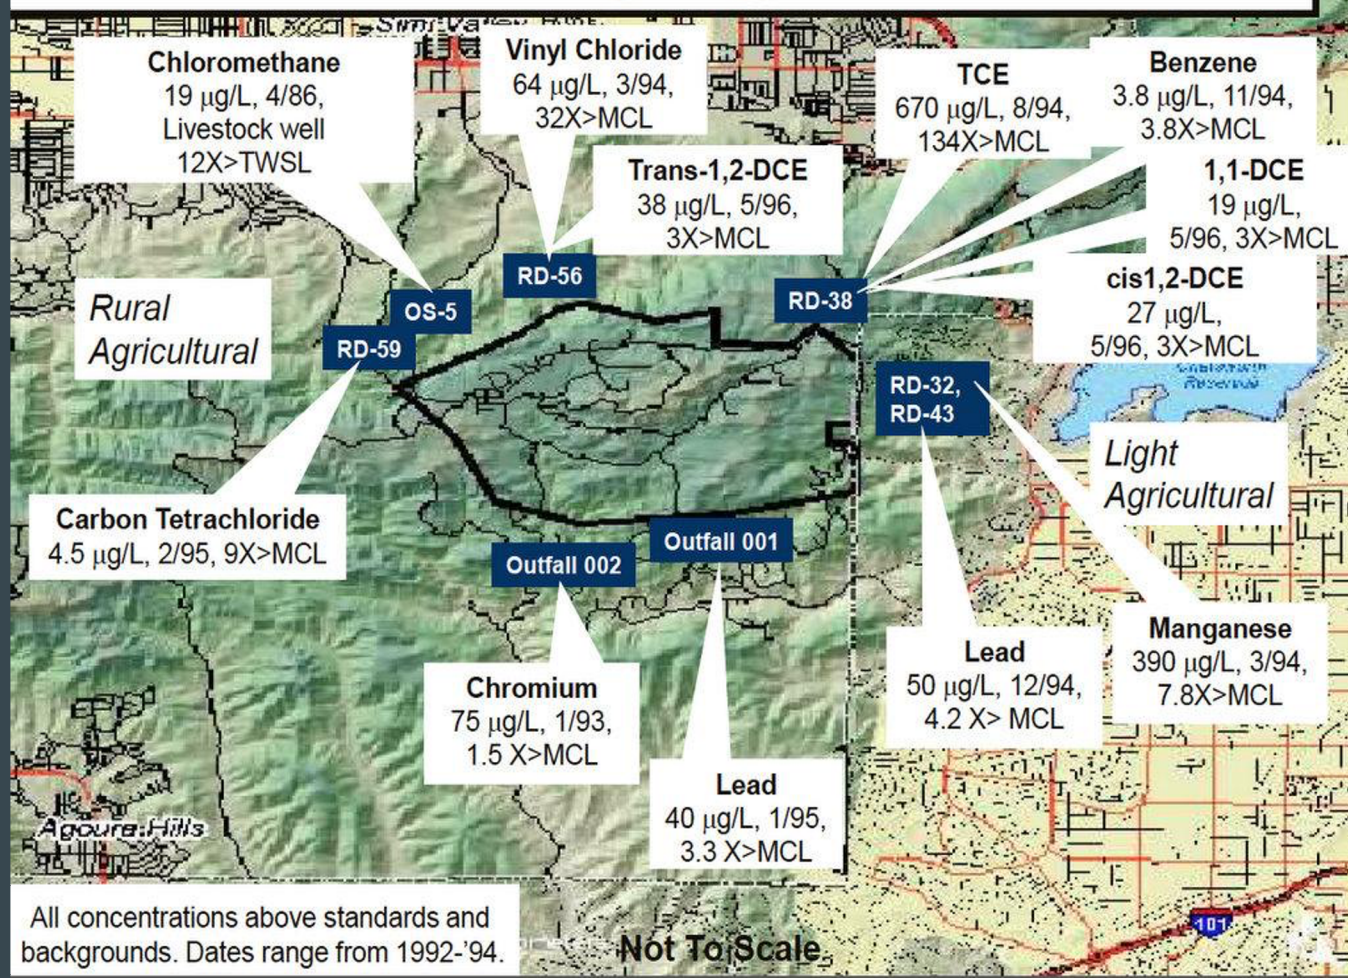 Simi Valley Hills
Chloromethane
19 µg/L, 4/86,
Livestock well
12X>TWSL
Vinyl Chloride
64 µg/L, 3/94,
32X>MCL
Trans-1,2-DCE
38 µg/L, 5/96,
3X>MCL
TCE
670 µg/L, 8/94,
134X>MCL
Benzene
3.8 µg/L, 11/94,
3.8X>MCL
1,1-DCE
19 µg/L,
5/96, 3X>MCL
cis1,2-DCE
27 µg/L,
5/96, 3X>MCL
RD-56
RD-38
OS-5
RD-59
Rural
Agricultural
RD-32,
RD-43
Reservoir
Light
Agricultural
Carbon Tetrachloride
4.5 µg/L, 2/95, 9X>MCL
Outfall 001
Outfall 002
Chromium
75 µg/L, 1/93,
1.5 X>MCL
Lead
40 µg/L, 1/95,
3.3 X>MCL
Lead
50 µg/L, 12/94,
4.2 X> MCL
Manganese
390 µg/L, 3/94,
7.8X>MCL
Agoura Hills
101
All concentrations above standards and
backgrounds. Dates range from 1992-'94.
Not To Scale